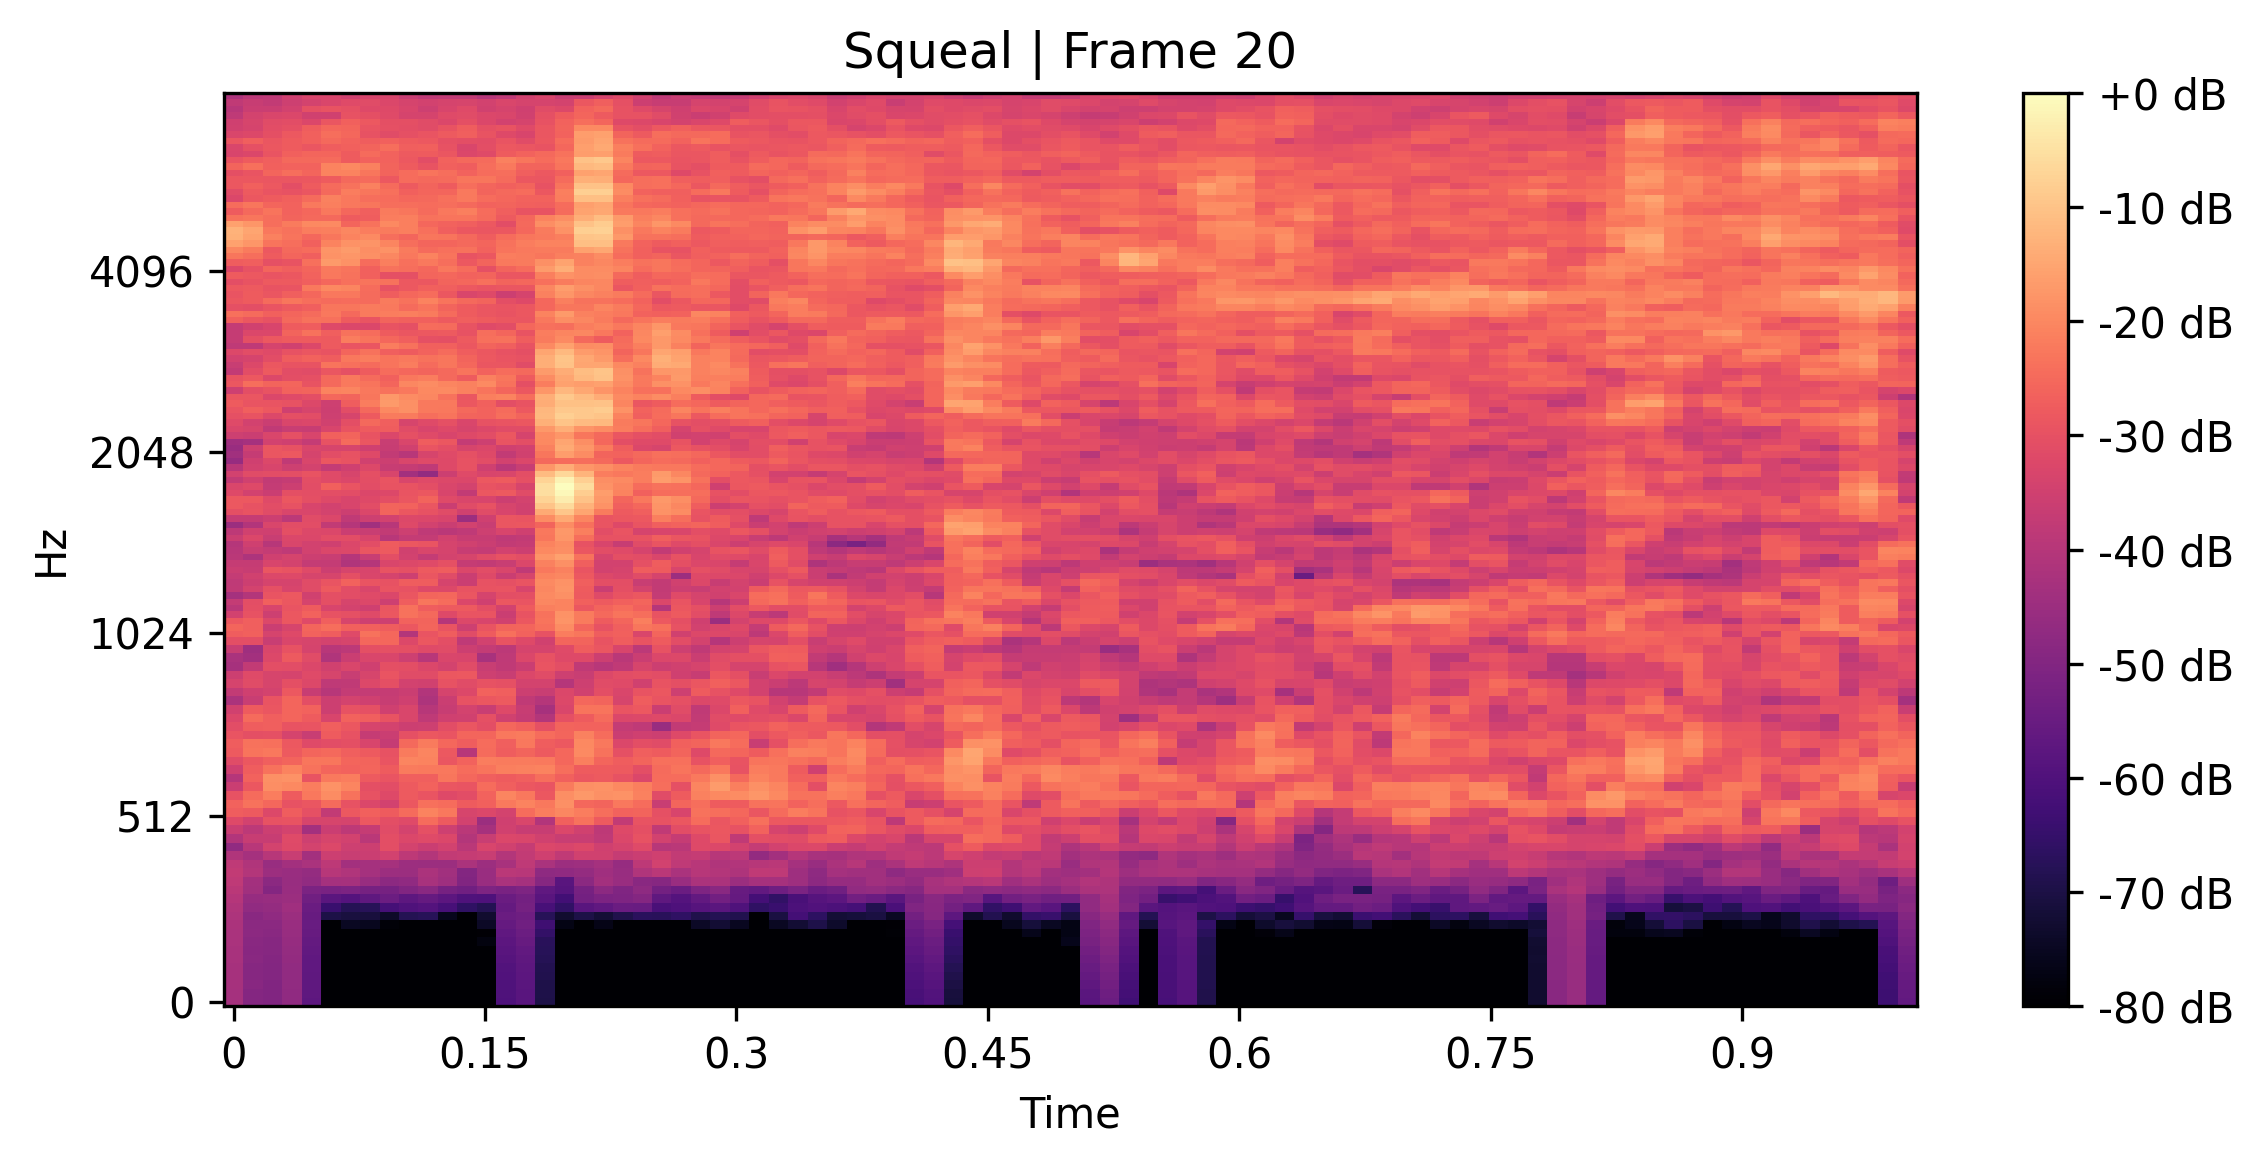 Squeal | Frame 20
+0 dB
-10 dB
-20 dB
-30 dB
-40 dB
-50 dB
-60 dB
-70 dB
-80 dB
Hz
4096
2048
1024
512
0
0 0.15 0.3 0.45 0.6 0.75 0.9
Time